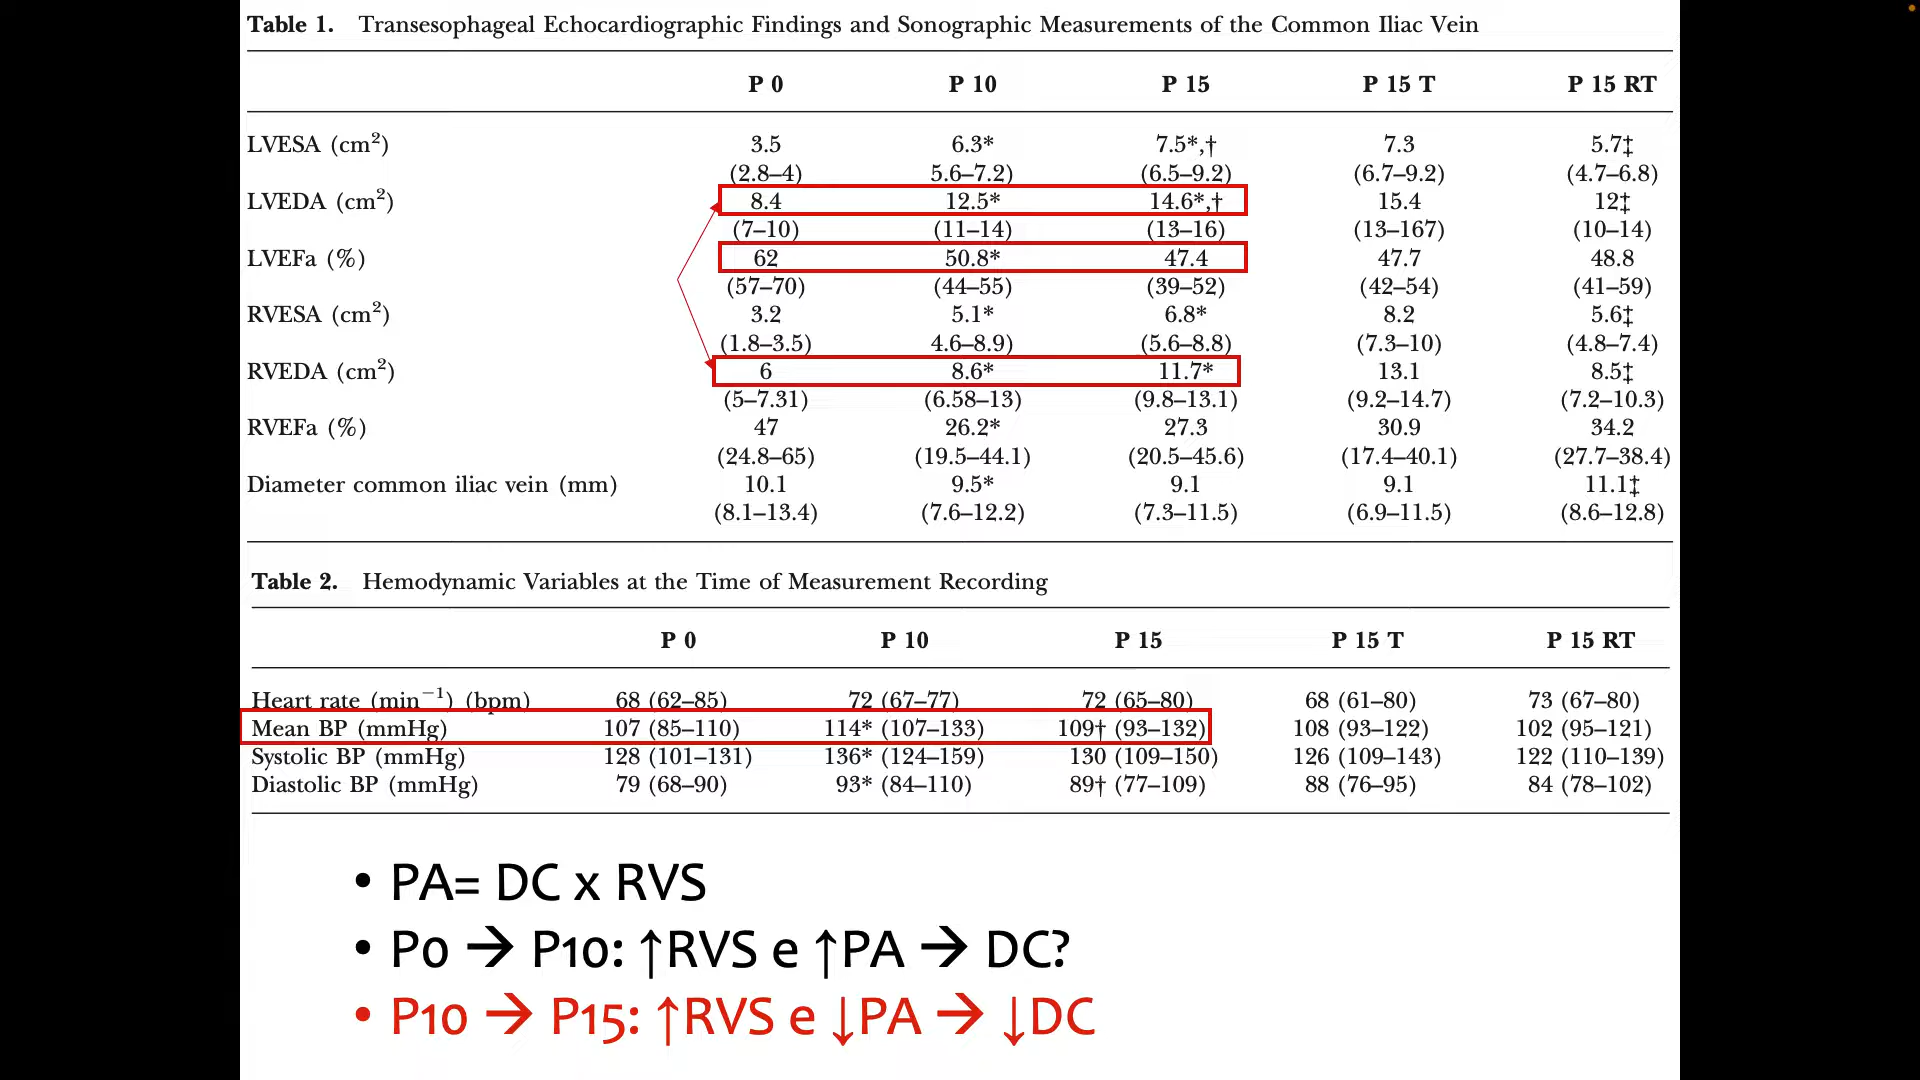 Table 1. Transesophageal Echocardiographic Findings and Sonographic Measurements of the Common Iliac Vein
P 0 P 10 P 15 P 15 T P 15 RT
LVESA (cm²) 3.5 6.3* 7.5*,† 7.3 5.7‡
(2.8–4) 5.6–7.2) (6.5–9.2) (6.7–9.2) (4.7–6.8)
LVEDA (cm²) 8.4 12.5* 14.6*,† 15.4 12‡
(7–10) (11–14) (13–16) (13–167) (10–14)
LVEFa (%) 62 50.8* 47.4 47.7 48.8
(57–70) (44–55) (39–52) (42–54) (41–59)
RVESA (cm²) 3.2 5.1* 6.8* 8.2 5.6‡
(1.8–3.5) 4.6–8.9) (5.6–8.8) (7.3–10) (4.8–7.4)
RVEDA (cm²) 6 8.6* 11.7* 13.1 8.5‡
(5–7.31) (6.58–13) (9.8–13.1) (9.2–14.7) (7.2–10.3)
RVEFa (%) 47 26.2* 27.3 30.9 34.2
(24.8–65) (19.5–44.1) (20.5–45.6) (17.4–40.1) (27.7–38.4)
Diameter common iliac vein (mm) 10.1 9.5* 9.1 9.1 11.1‡
(8.1–13.4) (7.6–12.2) (7.3–11.5) (6.9–11.5) (8.6–12.8)
Table 2. Hemodynamic Variables at the Time of Measurement Recording
P 0 P 10 P 15 P 15 T P 15 RT
Heart rate (min⁻¹) (bpm) 68 (62–85) 72 (67–77) 72 (65–80) 68 (61–80) 73 (67–80)
Mean BP (mmHg) 107 (85–110) 114* (107–133) 109† (93–132) 108 (93–122) 102 (95–121)
Systolic BP (mmHg) 128 (101–131) 136* (124–159) 130 (109–150) 126 (109–143) 122 (110–139)
Diastolic BP (mmHg) 79 (68–90) 93* (84–110) 89† (77–109) 88 (76–95) 84 (78–102)
• PA= DC x RVS
• P0 → P10: ↑RVS e ↑PA → DC?
• P10 → P15: ↑RVS e ↓PA → ↓DC